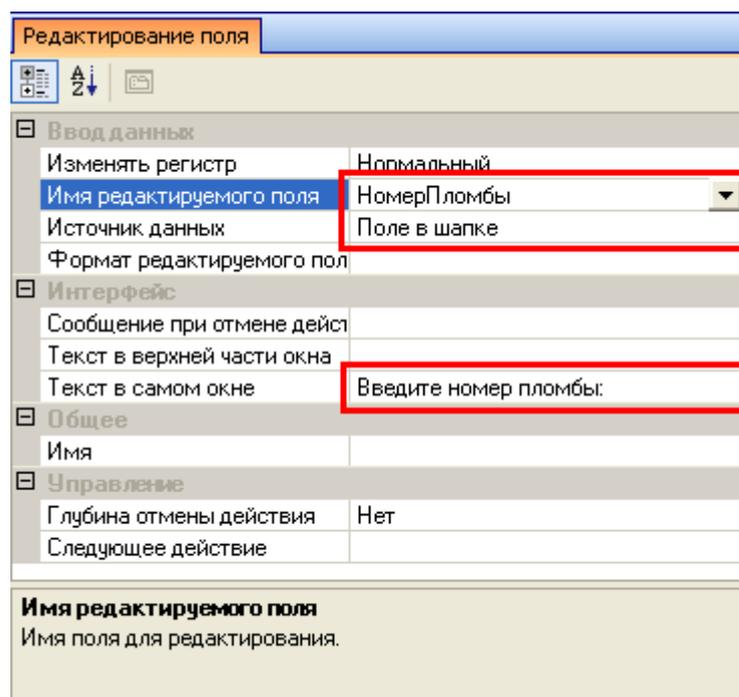 Редактирование поля
Ввод данных
Изменять регистр Нормальный
Имя редактируемого поля НомерПломбы
Источник данных Поле в шапке
Формат редактируемого пол
Интерфейс
Сообщение при отмене дейст
Текст в верхней части окна
Текст в самом окне Введите номер пломбы:
Общее
Имя
Управление
Глубина отмены действия Нет
Следующее действие
Имя редактируемого поля
Имя поля для редактирования.